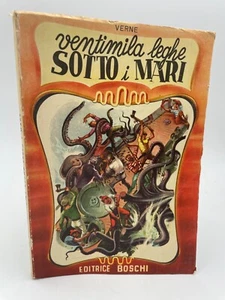 VERNE
ventimila leghe
SOTTO i MARI
EDITRICE BOSCHI